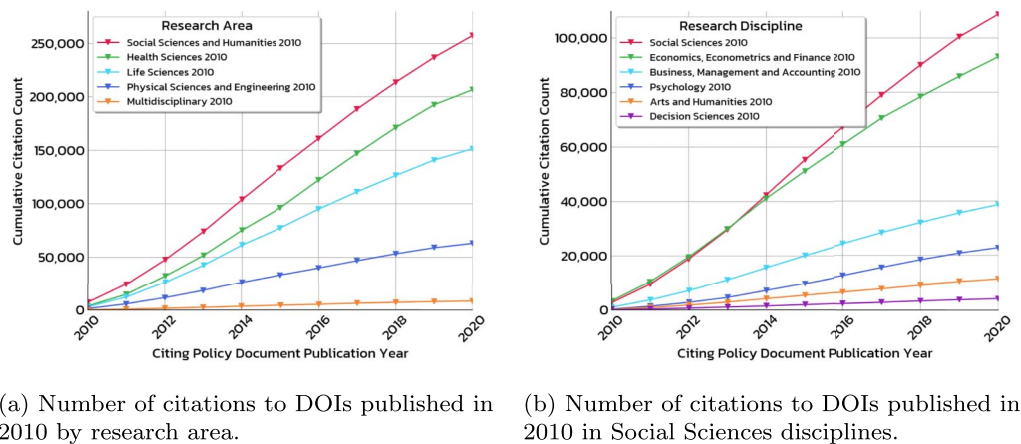 Research Area
Social Sciences and Humanities 2010
Health Sciences 2010
Life Sciences 2010
Physical Sciences and Engineering 2010
Multidisciplinary 2010
Cumulative Citation Count
250,000
200,000
150,000
100,000
50,000
0
2010
2012
2014
2016
2018
2020
Citing Policy Document Publication Year
Research Discipline
Social Sciences 2010
Economics, Econometrics and Finance 2010
Business, Management and Accounting 2010
Psychology 2010
Arts and Humanities 2010
Decision Sciences 2010
Cumulative Citation Count
100,000
80,000
60,000
40,000
20,000
0
2010
2012
2014
2016
2018
2020
Citing Policy Document Publication Year
(a) Number of citations to DOIs published in
2010 by research area.
(b) Number of citations to DOIs published in
2010 in Social Sciences disciplines.